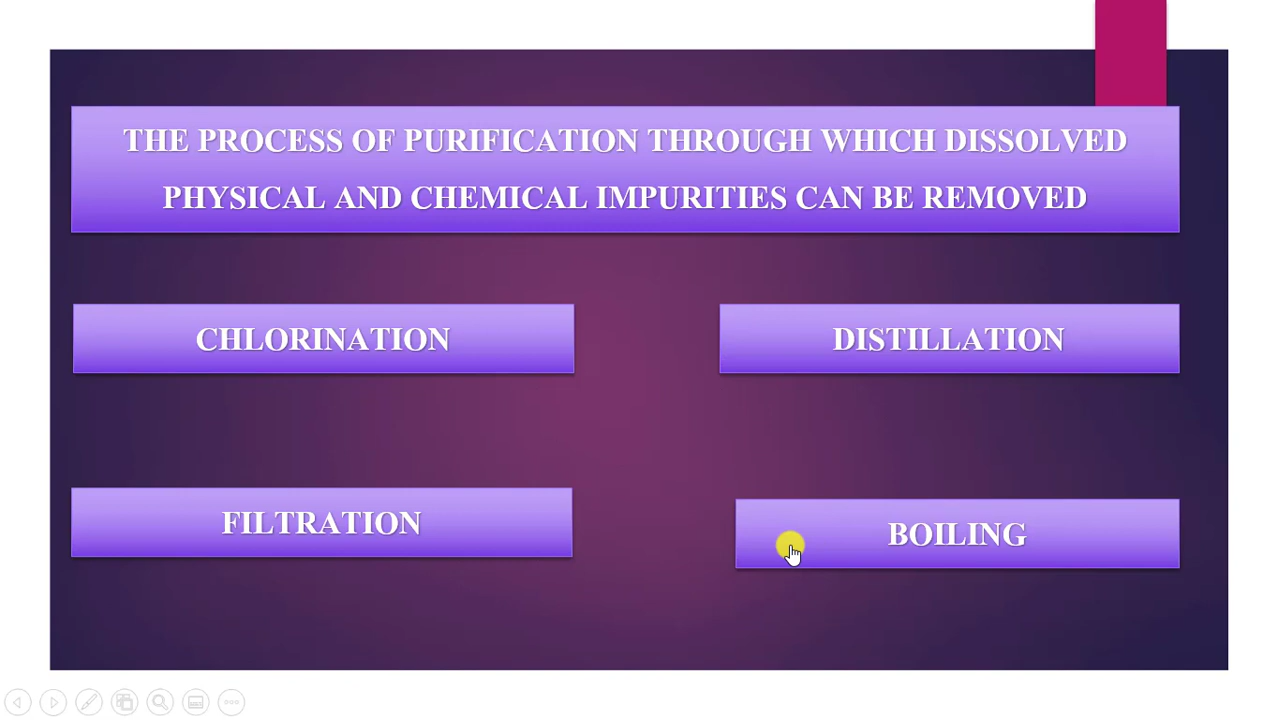 THE PROCESS OF PURIFICATION THROUGH WHICH DISSOLVED
PHYSICAL AND CHEMICAL IMPURITIES CAN BE REMOVED
CHLORINATION
DISTILLATION
FILTRATION
BOILING